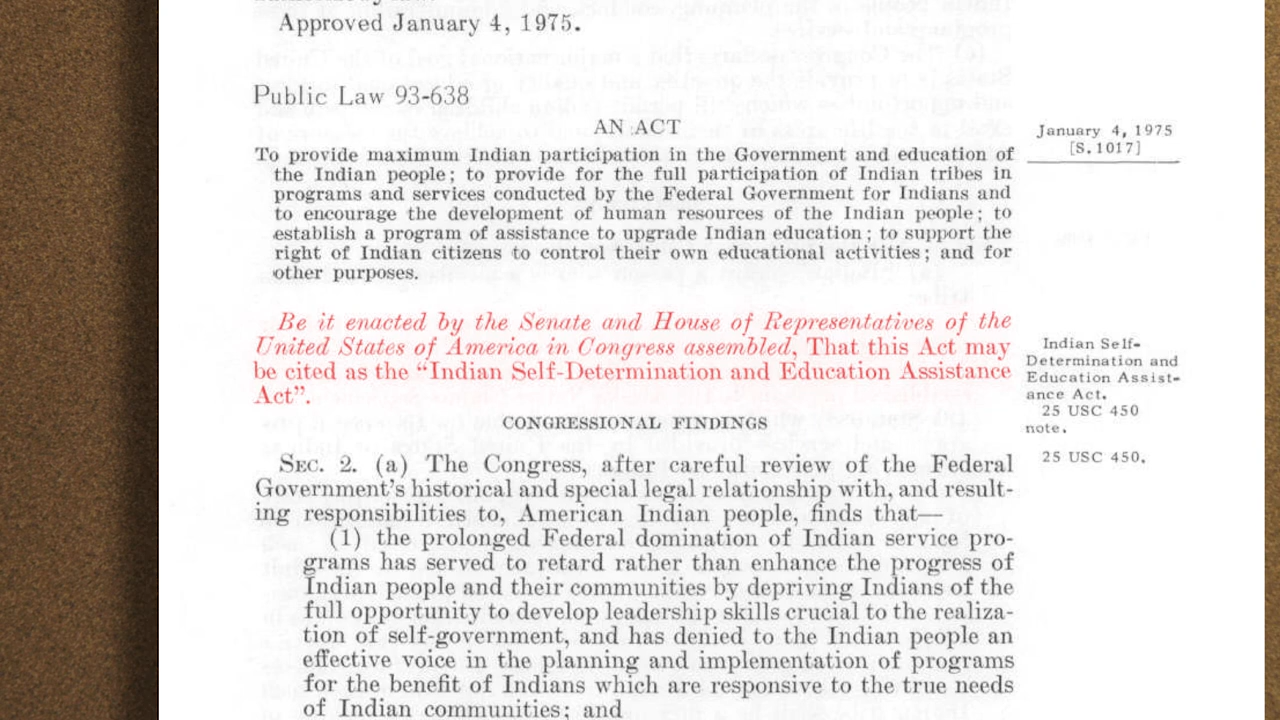 Approved January 4, 1975.
Public Law 93-638
AN ACT
January 4, 1975
[S. 1017]
To provide maximum Indian participation in the Government and education of
the Indian people; to provide for the full participation of Indian tribes in
programs and services conducted by the Federal Government for Indians and
to encourage the development of human resources of the Indian people; to
establish a program of assistance to upgrade Indian education; to support the
right of Indian citizens to control their own educational activities; and for
other purposes.
Be it enacted by the Senate and House of Representatives of the
United States of America in Congress assembled, That this Act may
be cited as the “Indian Self-Determination and Education Assistance
Act”.
Indian Self-
Determination and
Education Assist-
ance Act.
25 USC 450
note.
CONGRESSIONAL FINDINGS
SEC. 2. (a) The Congress, after careful review of the Federal
Government's historical and special legal relationship with, and result-
ing responsibilities to, American Indian people, finds that—
25 USC 450.
(1) the prolonged Federal domination of Indian service pro-
grams has served to retard rather than enhance the progress of
Indian people and their communities by depriving Indians of the
full opportunity to develop leadership skills crucial to the realiza-
tion of self-government, and has denied to the Indian people an
effective voice in the planning and implementation of programs
for the benefit of Indians which are responsive to the true needs
of Indian communities; and